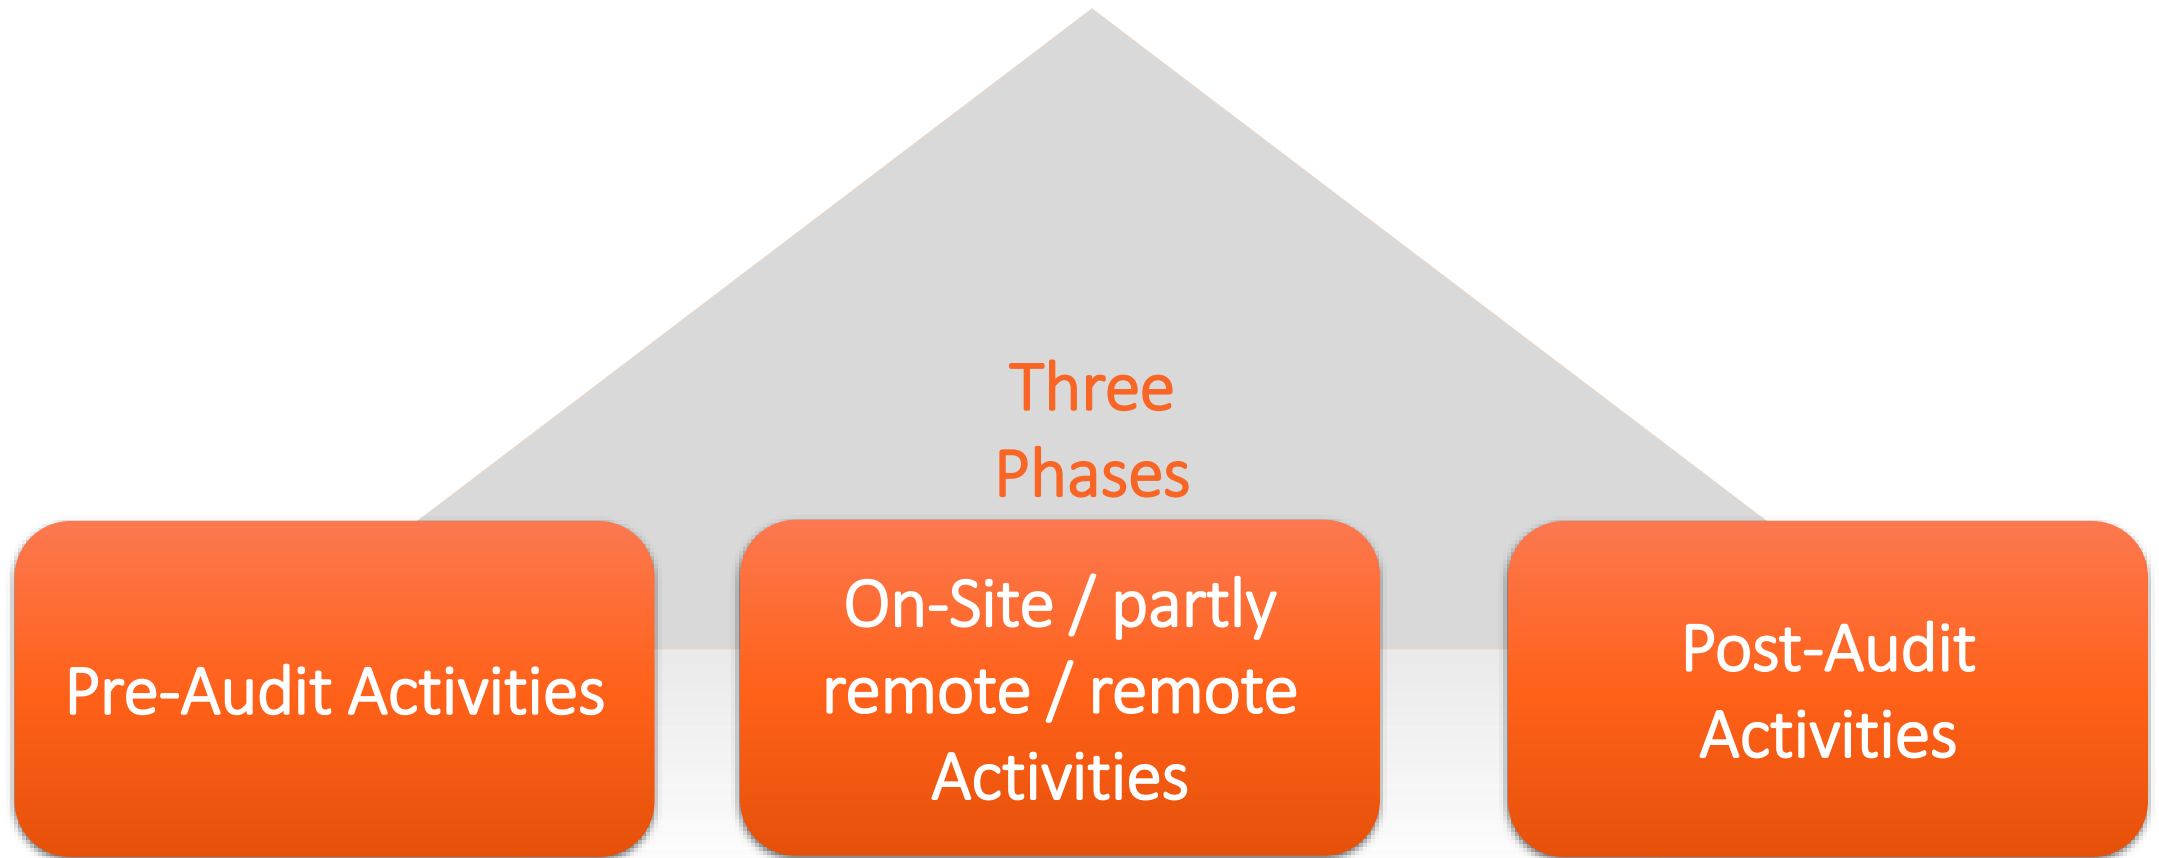 Three
Phases
Pre-Audit Activities
On-Site / partly
remote / remote
Activities
Post-Audit
Activities